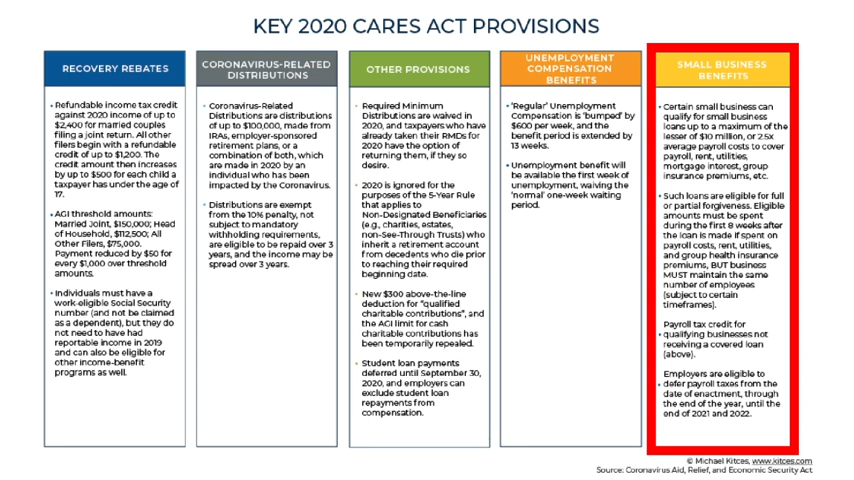 KEY 2020 CARES ACT PROVISIONS
RECOVERY REBATES
• Refundable income tax credit
against 2020 income of up to
$2,400 for married couples
filing a joint return. All other
filers begin with a refundable
credit of up to $1,200. The
credit amount then increases
by up to $500 for each child a
taxpayer has under the age of
17.
• AGI threshold amounts:
Married Joint, $150,000; Head
of Household, $112,500; All
Other Filers, $75,000.
Payment reduced by $50 for
every $1,000 over threshold
amounts.
• Individuals must have a
work-eligible Social Security
number (and not be claimed
as a dependent), but they do
not need to have had
reportable income in 2019
and can also be eligible for
other income-benefit
programs as well.
CORONAVIRUS-RELATED
DISTRIBUTIONS
• Coronavirus-Related
Distributions are distributions
of up to $100,000, made from
IRAs, employer-sponsored
retirement plans, or a
combination of both, which
are made in 2020 by an
individual who has been
impacted by the Coronavirus.
• Distributions are exempt
from the 10% penalty, not
subject to mandatory
withholding requirements,
are eligible to be repaid over 3
years, and the income may be
spread over 3 years.
OTHER PROVISIONS
• Required Minimum
Distributions are waived in
2020, and taxpayers who have
already taken their RMDs for
2020 have the option of
returning them, if they so
desire.
• 2020 is ignored for the
purposes of the 5-Year Rule
that applies to
Non-Designated Beneficiaries
(e.g., charities, estates,
non-See-Through Trusts) who
inherit a retirement account
from decedents who die prior
to reaching their required
beginning date.
• New $300 above-the-line
deduction for "qualified
charitable contributions", and
the AGI limit for cash
charitable contributions has
been temporarily repealed.
• Student loan payments
deferred until September 30,
2020, and employers can
exclude student loan
repayments from
compensation.
UNEMPLOYMENT
COMPENSATION
BENEFITS
• 'Regular' Unemployment
Compensation is 'bumped' by
$600 per week, and the
benefit period is extended by
13 weeks.
• Unemployment benefit will
be available the first week of
unemployment, waiving the
'normal' one-week waiting
period.
SMALL BUSINESS
BENEFITS
• Certain small business can
qualify for small business
loans up to a maximum of the
lesser of $10 million, or 2.5X
average payroll costs to cover
payroll, rent, utilities,
mortgage interest, group
insurance premiums, etc.
• Such loans are eligible for full
or partial forgiveness. Eligible
amounts must be spent
during the first 8 weeks after
the loan is made if spent on
payroll costs, rent, utilities,
and group health insurance
premiums, BUT business
MUST maintain the same
number of employees
(subject to certain
timeframes).
Payroll tax credit for
• qualifying businesses not
receiving a covered loan
(above).
Employers are eligible to
• defer payroll taxes from the
date of enactment, through
the end of the year, until the
end of 2021 and 2022.
© Michael Kitces, www.kitces.com
Source: Coronavirus Aid, Relief, and Economic Security Act